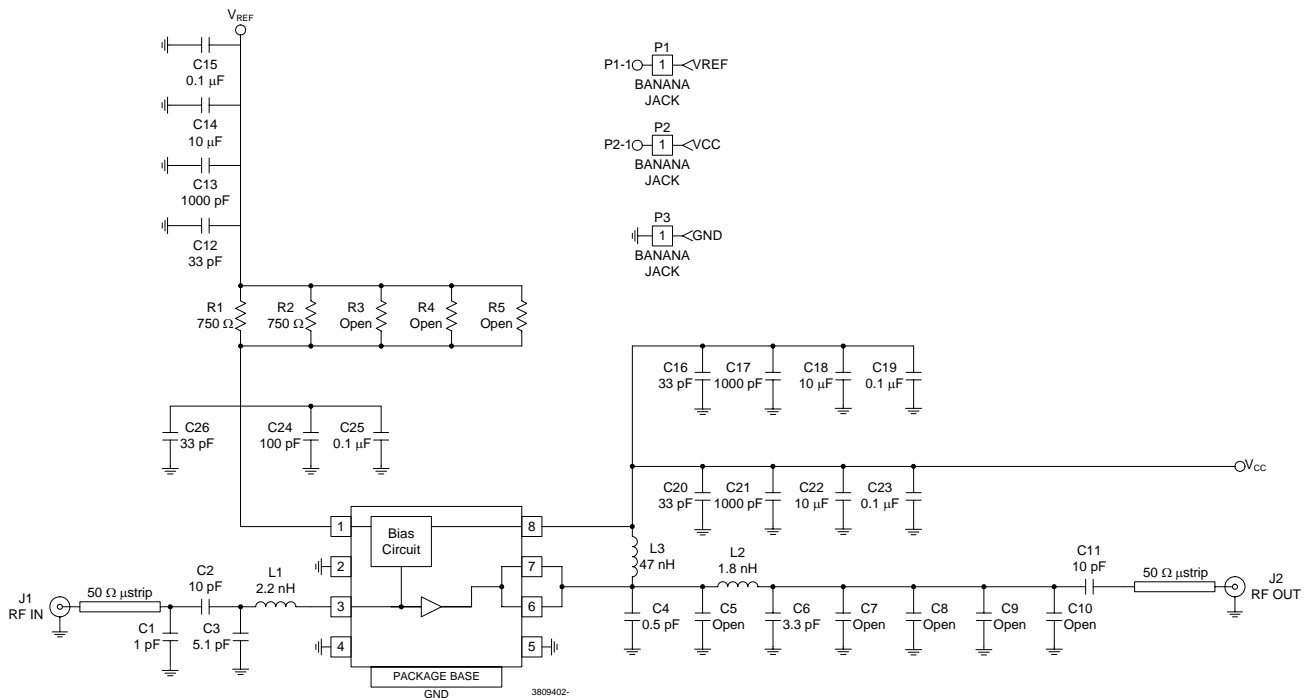 V_REF
C15
0.1 μF
C14
10 μF
C13
1000 pF
C12
33 pF
P1
P1-1 1 VREF
BANANA
JACK
P2
P2-1 1 VCC
BANANA
JACK
P3
1 GND
BANANA
JACK
R1
750 Ω
R2
750 Ω
R3
Open
R4
Open
R5
Open
C16
33 pF
C17
1000 pF
C18
10 μF
C19
0.1 μF
C26
33 pF
C24
100 pF
C25
0.1 μF
V_CC
C20
33 pF
C21
1000 pF
C22
10 μF
C23
0.1 μF
1
Bias
Circuit
8
2
7
3
6
4
5
PACKAGE BASE
GND
3809402-
J1
RF IN
50 Ω μstrip
C1
1 pF
C2
10 pF
C3
5.1 pF
L1
2.2 nH
L3
47 nH
L2
1.8 nH
C4
0.5 pF
C5
Open
C6
3.3 pF
C7
Open
C8
Open
C9
Open
C10
Open
C11
10 pF
50 Ω μstrip
J2
RF OUT